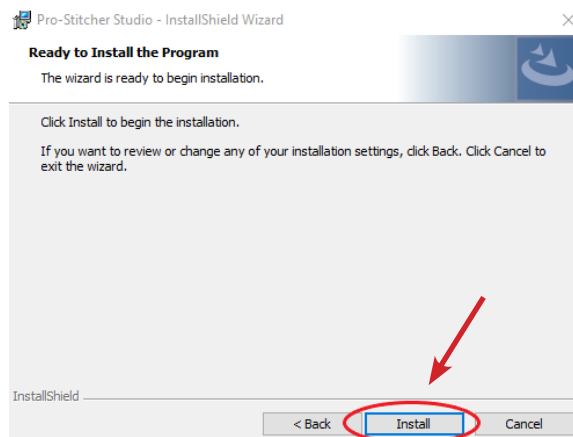 Pro-Stitcher Studio - InstallShield Wizard
Ready to Install the Program
The wizard is ready to begin installation.
Click Install to begin the installation.
If you want to review or change any of your installation settings, click Back. Click Cancel to
exit the wizard.
InstallShield
< Back Install Cancel